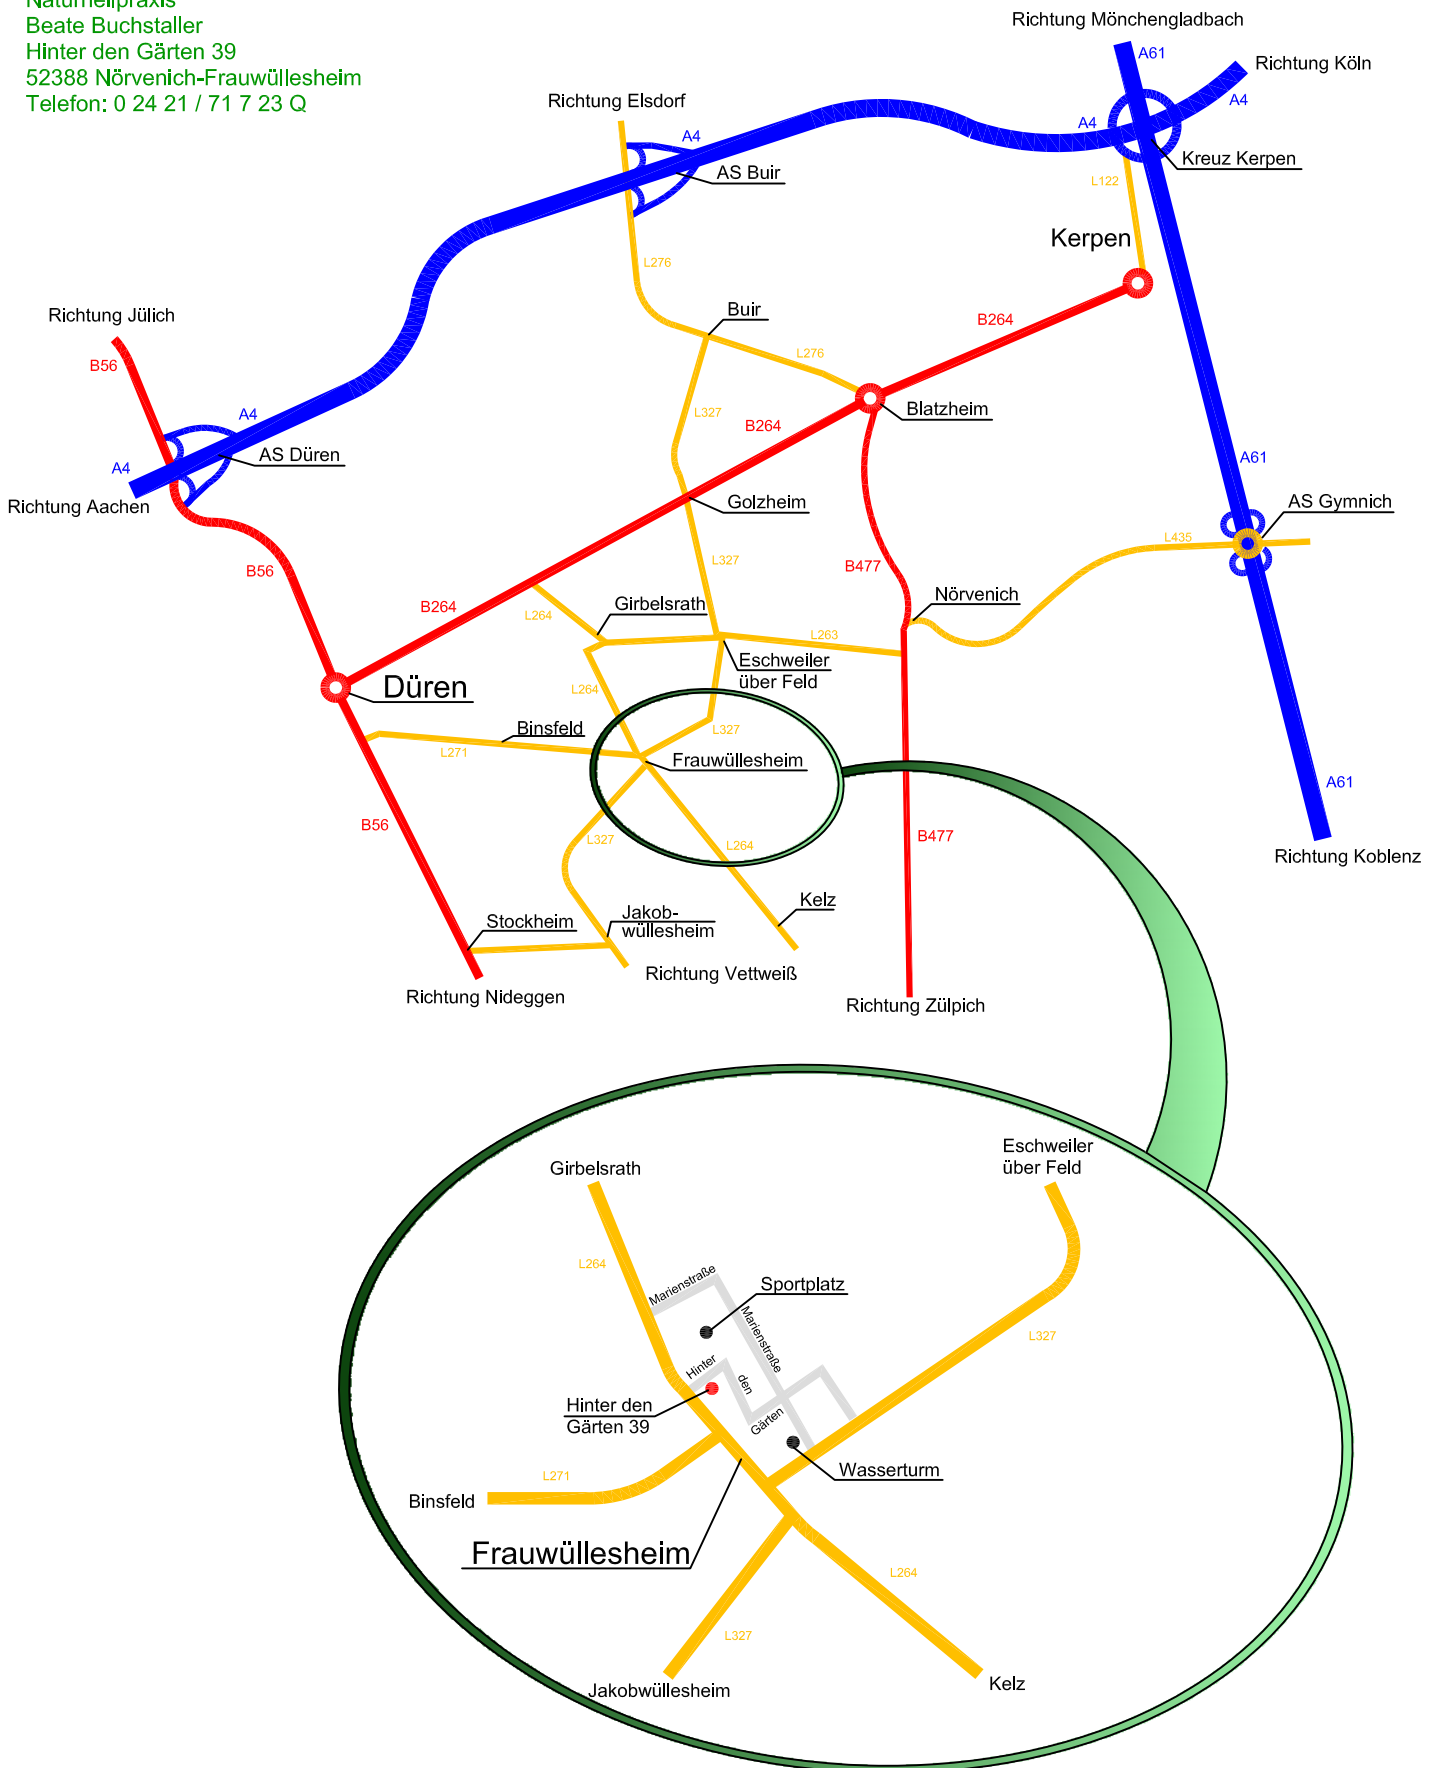 Naturheilpraxis
Beate Buchstaller
Hinter den Gärten 39
52388 Nörvenich-Frauwüllesheim
Telefon: 0 24 21 / 71 7 23 Q
Richtung Mönchengladbach
A61
Richtung Köln
A4
Richtung Elsdorf
A4
A4
AS Buir
Kreuz Kerpen
L122
Kerpen
L276
Richtung Jülich
Buir
B264
B56
L276
A4
L327
B264
Blatzheim
AS Düren
A4
A61
Richtung Aachen
Golzheim
AS Gymnich
L435
B56
L327
B477
Nörvenich
B264
L264
Girbelsrath
L263
Eschweiler
über Feld
Düren
L264
Binsfeld
L327
L271
Frauwüllesheim
A61
B56
L327
L264
B477
Richtung Koblenz
Kelz
Stockheim
Jakob-
wüllesheim
Richtung Vettweiß
Richtung Nideggen
Richtung Zülpich
Eschweiler
über Feld
Girbelsrath
L264
Marienstraße
Sportplatz
Marienstraße
L327
Hinter
den
Gärten
Hinter den
Gärten 39
Wasserturm
L271
Binsfeld
Frauwüllesheim
L264
L327
Jakobwüllesheim
Kelz